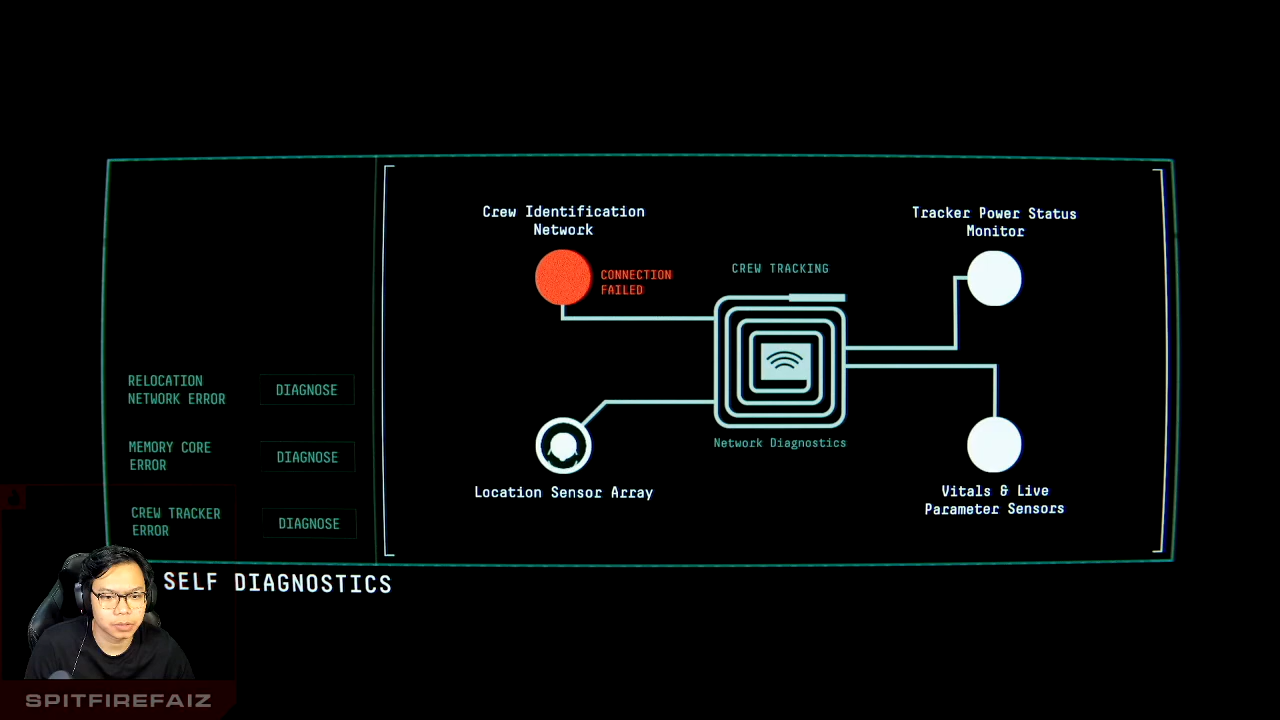 Crew Identification
Network
CONNECTION
FAILED
CREW TRACKING
Tracker Power Status
Monitor
Network Diagnostics
Location Sensor Array
Vitals & Live
Parameter Sensors
RELOCATION
NETWORK ERROR
DIAGNOSE
MEMORY CORE
ERROR
DIAGNOSE
CREW TRACKER
ERROR
DIAGNOSE
SELF DIAGNOSTICS
SPITFIREFAIZ